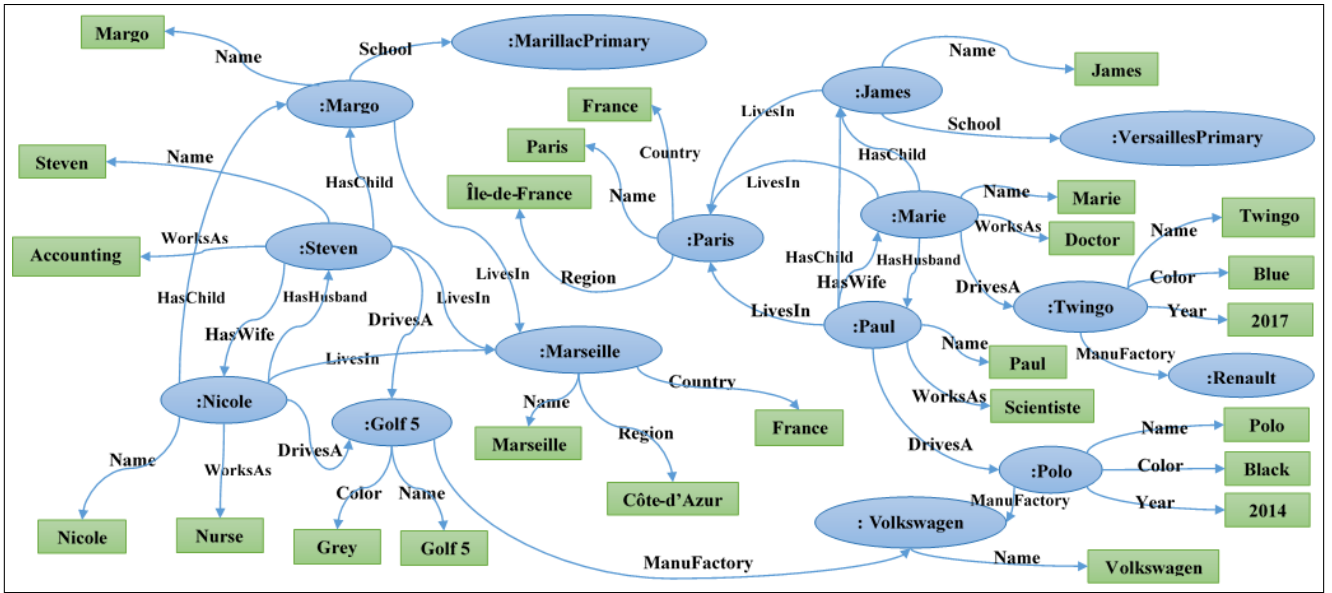 Margo
Name
School
:MarillacPrimary
:Margo
Steven
Name
HasChild
Accounting
WorksAs
:Steven
HasChild
HasWife
HasHusband
DrivesA
LivesIn
LivesIn
LivesIn
:Nicole
DrivesA
:Golf 5
Name
WorksAs
Nicole
Nurse
Color
Name
Grey
Golf 5
ManuFactory
France
Paris
Île-de-France
Country
Name
Region
:Paris
:Marseille
Name
Region
Country
Marseille
Côte-d’Azur
France
:James
Name
James
School
:VersaillesPrimary
LivesIn
HasChild
LivesIn
:Marie
Name
Marie
WorksAs
Doctor
HasChild
HasWife
HasHusband
DrivesA
LivesIn
:Paul
Name
Paul
WorksAs
Scientiste
DrivesA
:Twingo
Name
Twingo
Color
Blue
Year
2017
ManuFactory
:Renault
:Polo
Name
Polo
Color
Black
Year
2014
ManuFactory
: Volkswagen
Name
Volkswagen